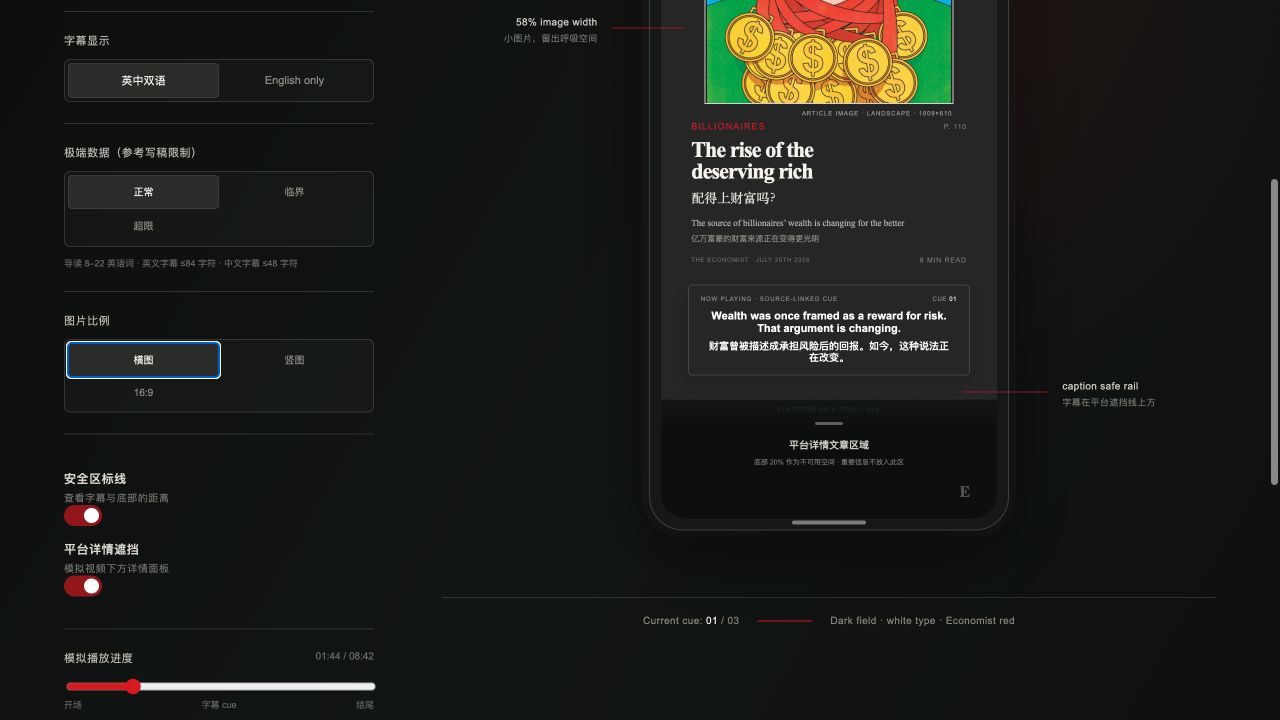 字幕显示
英中双语
English only
极端数据（参考写稿限制）
正常
临界
超限
导读 8–22 英语词 · 英文字幕 ≤84 字符 · 中文字幕 ≤48 字符
图片比例
横图
竖图
16:9
安全区标线
查看字幕与底部的距离
平台详情遮挡
模拟视频下方详情面板
模拟播放进度
01:44 / 08:42
开场
字幕 cue
结尾
58% image width
小图片，留出呼吸空间
ARTICLE IMAGE · LANDSCAPE · 1009×960
BILLIONAIRES
P. 110
The rise of the
deserving rich
配得上财富吗?
The source of billionaires' wealth is changing for the better
亿万富豪的财富来源正在变得更光明
THE ECONOMIST · JULY 25TH 2026
8 MIN READ
NOW PLAYING · SOURCE-LINKED CUE
CUE 01
Wealth was once framed as a reward for risk.
That argument is changing.
财富曾被描述成承担风险后的回报。如今，这种说法正
在改变。
PLATFORM SAFE ZONE · 20%
平台详情文章区域
底部 20% 作为不可用空间 · 重要信息不放入此区
E
caption safe rail
字幕在平台遮挡线上方
Current cue: 01 / 03
Dark field · white type · Economist red